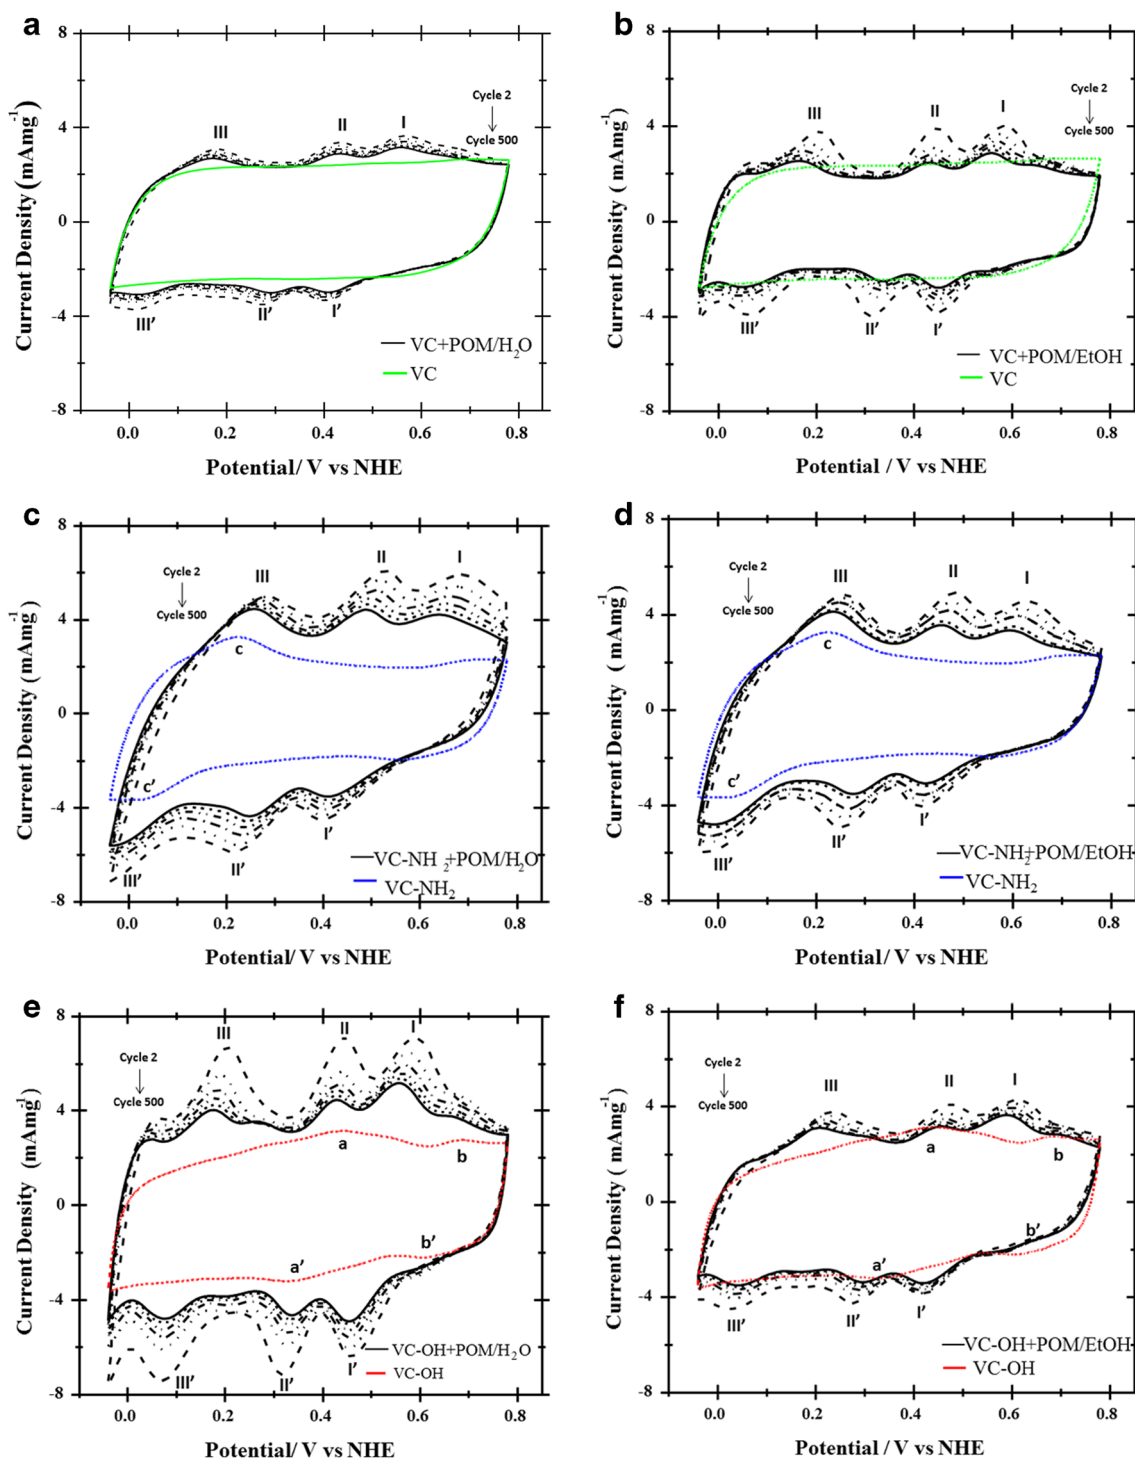 a
8
4
0
-4
-8
Current Density (mAmg-1)
III
II
I
Cycle 2
Cycle 500
III’
II’
I’
VC+POM/H2O
VC
0.0 0.2 0.4 0.6 0.8
Potential/ V vs NHE
b
8
4
0
-4
-8
Current Density ( mAmg-1)
III
II
I
Cycle 2
Cycle 500
III’
II’
I’
VC+POM/EtOH
VC
0.0 0.2 0.4 0.6 0.8
Potential / V vs NHE
c
8
4
0
-4
-8
Current Density (mAmg-1)
Cycle 2
Cycle 500
III
II
I
c
c’
III’
II’
I’
VC-NH2+POM/H2O
VC-NH2
0.0 0.2 0.4 0.6 0.8
Potential/ V vs NHE
d
8
4
0
-4
-8
Current Density ( mAmg-1)
Cycle 2
Cycle 500
III
II
I
c
c’
III’
II’
I’
VC-NH2+POM/EtOH
VC-NH2
0.0 0.2 0.4 0.6 0.8
Potential/ V vs NHE
e
8
4
0
-4
-8
Current Density (mAmg-1)
Cycle 2
Cycle 500
III
II
I
a
b
a’
b’
III’
II’
I’
VC-OH+POM/H2O
VC-OH
0.0 0.2 0.4 0.6 0.8
Potential/ V vs NHE
f
8
4
0
-4
-8
Current Density ( mAmg-1)
Cycle 2
Cycle 500
III
II
I
a
b
a’
b’
III’
II’
I’
VC-OH+POM/EtOH
VC-OH
0.0 0.2 0.4 0.6 0.8
Potential/ V vs NHE